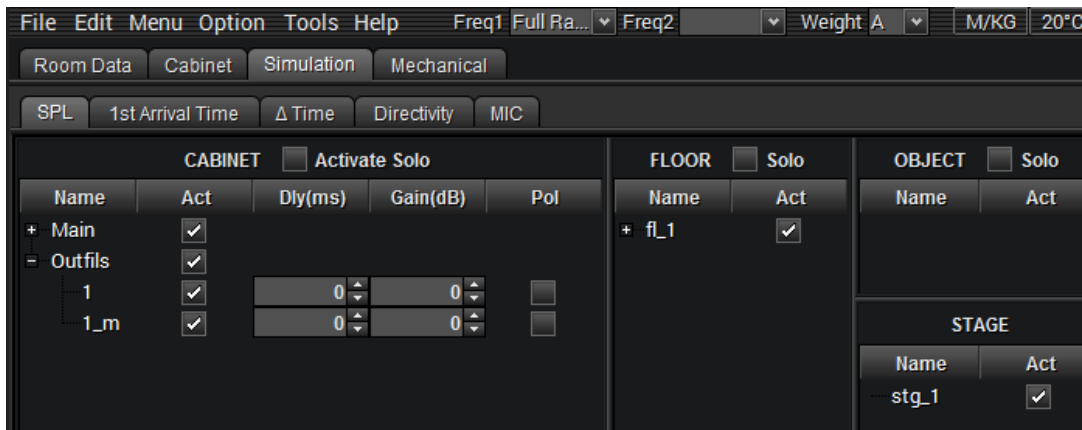 File Edit Menu Option Tools Help Freq1 Full Ra... Freq2 Weight A M/KG 20°C
Room Data Cabinet Simulation Mechanical
SPL 1st Arrival Time Δ Time Directivity MIC
CABINET Activate Solo FLOOR Solo OBJECT Solo
Name Act Dly(ms) Gain(dB) Pol Name Act Name Act
Main fl_1
Outfils
1 0 0
1_m 0 0
STAGE
Name Act
stg_1